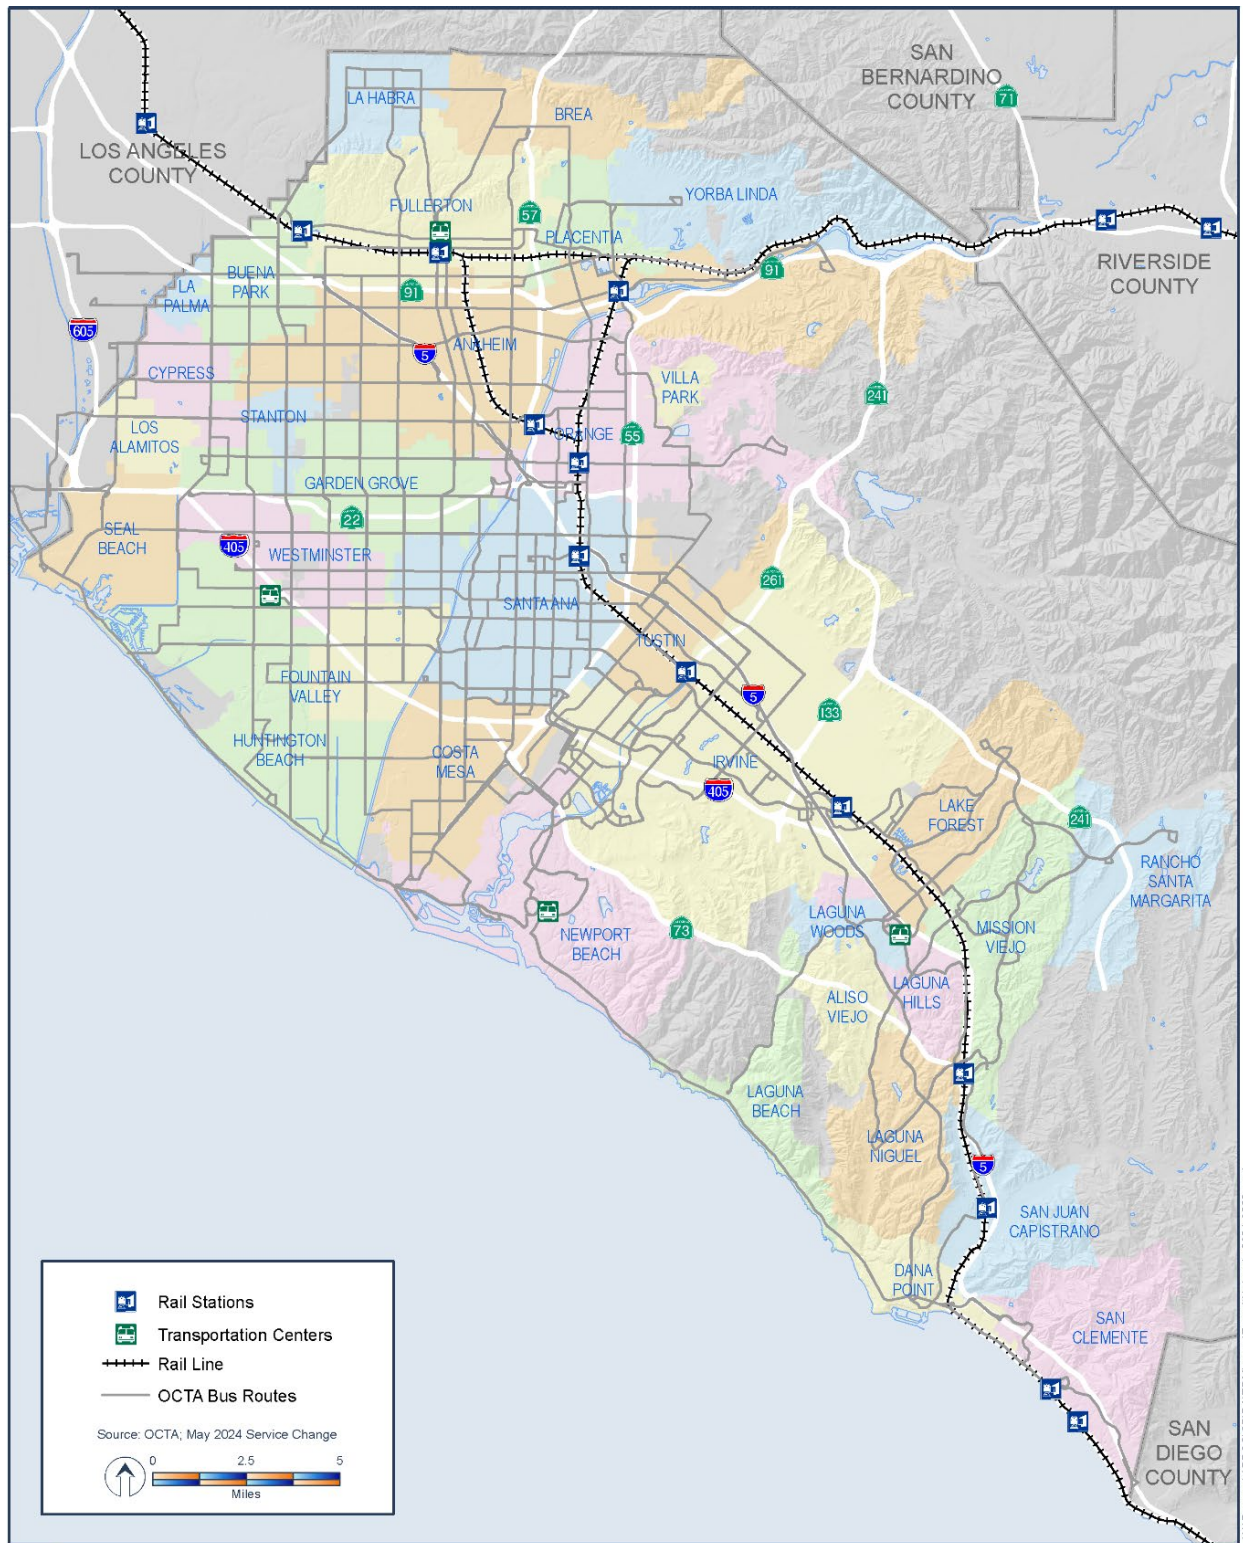 SAN
BERNARDINO
COUNTY
71
LA HABRA
BREA
LOS ANGELES
COUNTY
YORBA LINDA
FULLERTON
57
PLACENTIA
RIVERSIDE
COUNTY
91
BUENA
PARK
LA
PALMA
91
605
ANAHEIM
5
CYPRESS
VILLA
PARK
241
STANTON
LOS
ALAMITOS
ORANGE
55
GARDEN GROVE
22
SEAL
BEACH
405
WESTMINSTER
261
SANTA ANA
TUSTIN
FOUNTAIN
VALLEY
5
133
HUNTINGTON
BEACH
COSTA
MESA
IRVINE
405
LAKE
FOREST
241
RANCHO
SANTA
MARGARITA
LAGUNA
WOODS
MISSION
VIEJO
NEWPORT
BEACH
73
LAGUNA
HILLS
ALISO
VIEJO
LAGUNA
BEACH
LAGUNA
NIGUEL
5
SAN JUAN
CAPISTRANO
DANA
POINT
SAN
CLEMENTE
SAN
DIEGO
COUNTY
Rail Stations
Transportation Centers
Rail Line
OCTA Bus Routes
Source: OCTA; May 2024 Service Change
0 2.5 5
Miles